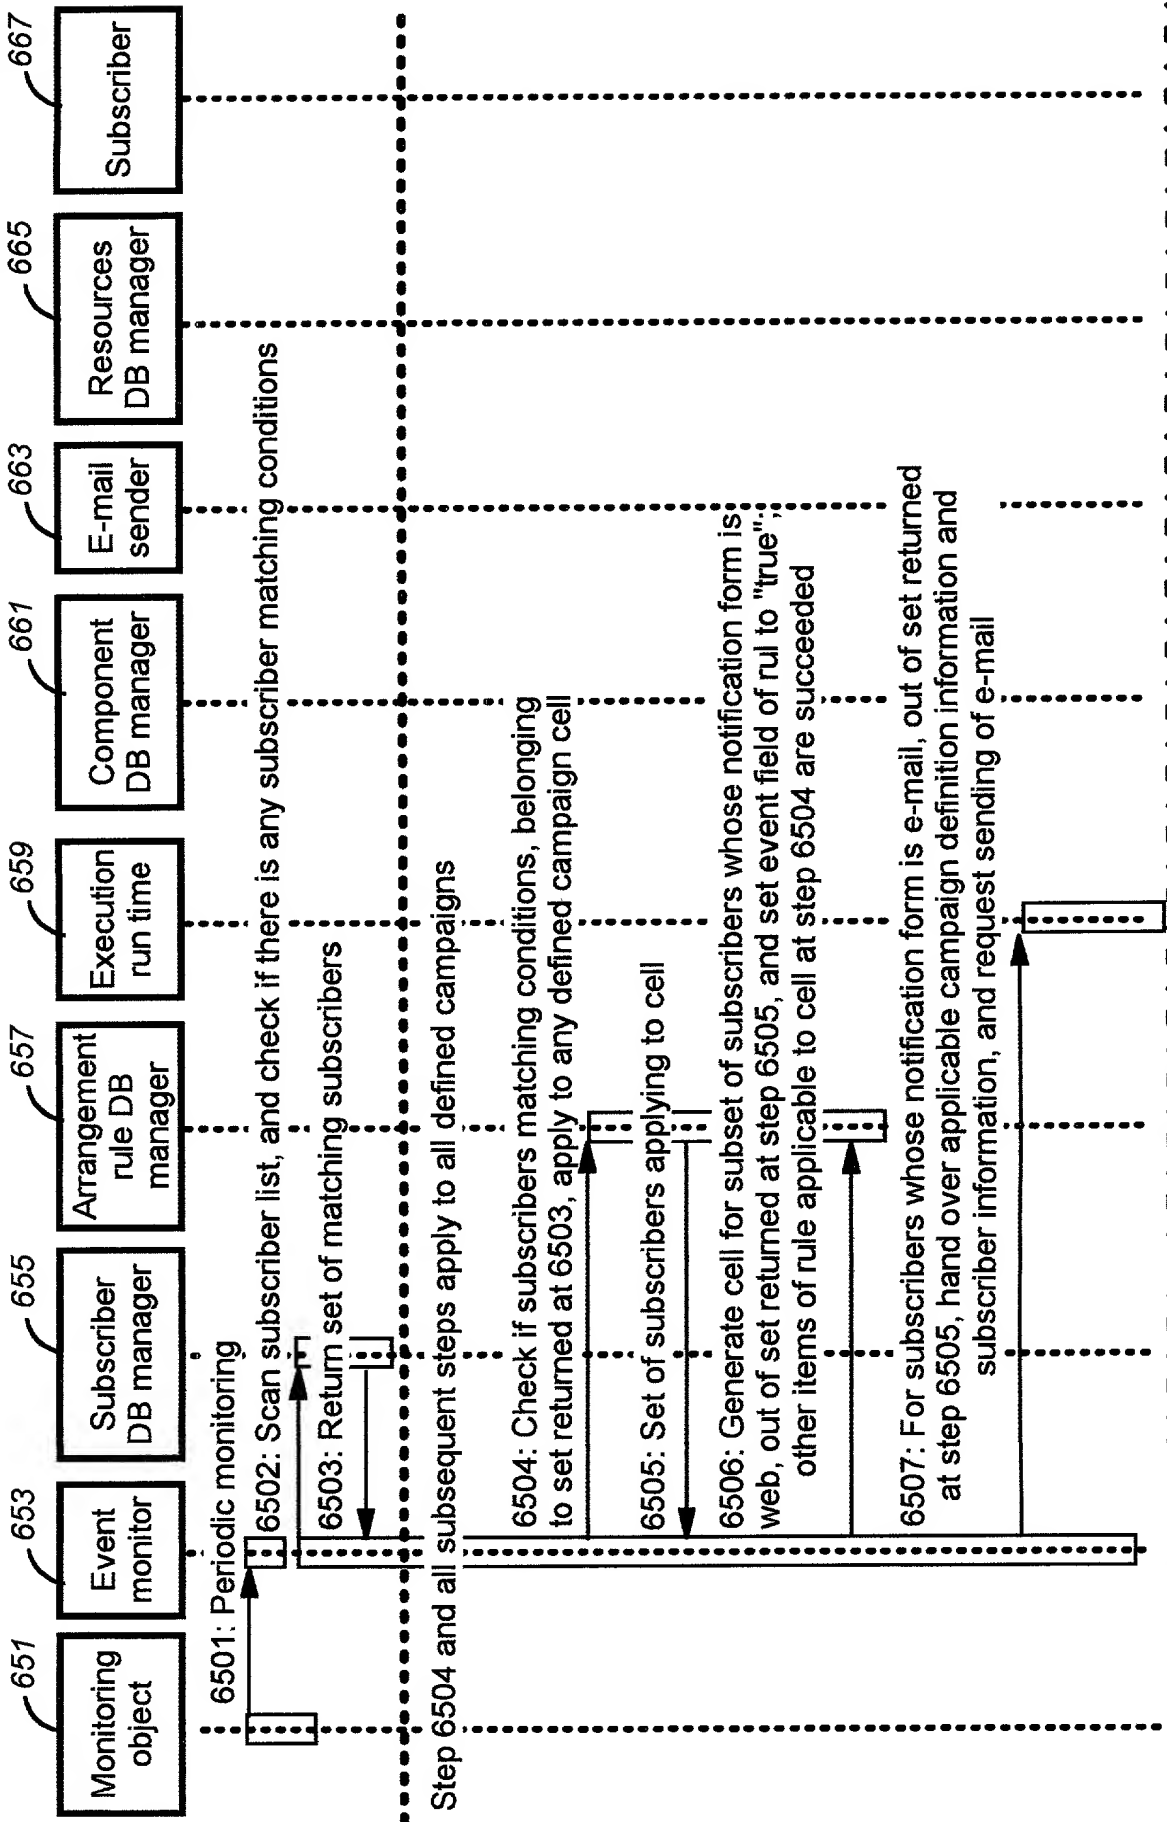 651
653
655
657
659
661
663
665
667
Monitoring
object
Event
monitor
Subscriber
DB manager
Arrangement
rule DB
manager
Execution
run time
Component
DB manager
E-mail
sender
Resources
DB manager
Subscriber
6501: Periodic monitoring
6502: Scan subscriber list, and check if there is any subscriber matching conditions
6503: Return set of matching subscribers
Step 6504 and all subsequent steps apply to all defined campaigns
6504: Check if subscribers matching conditions, belonging
to set returned at 6503, apply to any defined campaign cell
6505: Set of subscribers applying to cell
6506: Generate cell for subset of subscribers whose notification form is
web, out of set returned at step 6505, and set event field of rul to "true";
other items of rule applicable to cell at step 6504 are succeeded
6507: For subscribers whose notification form is e-mail, out of set returned
at step 6505, hand over applicable campaign definition information and
subscriber information, and request sending of e-mail